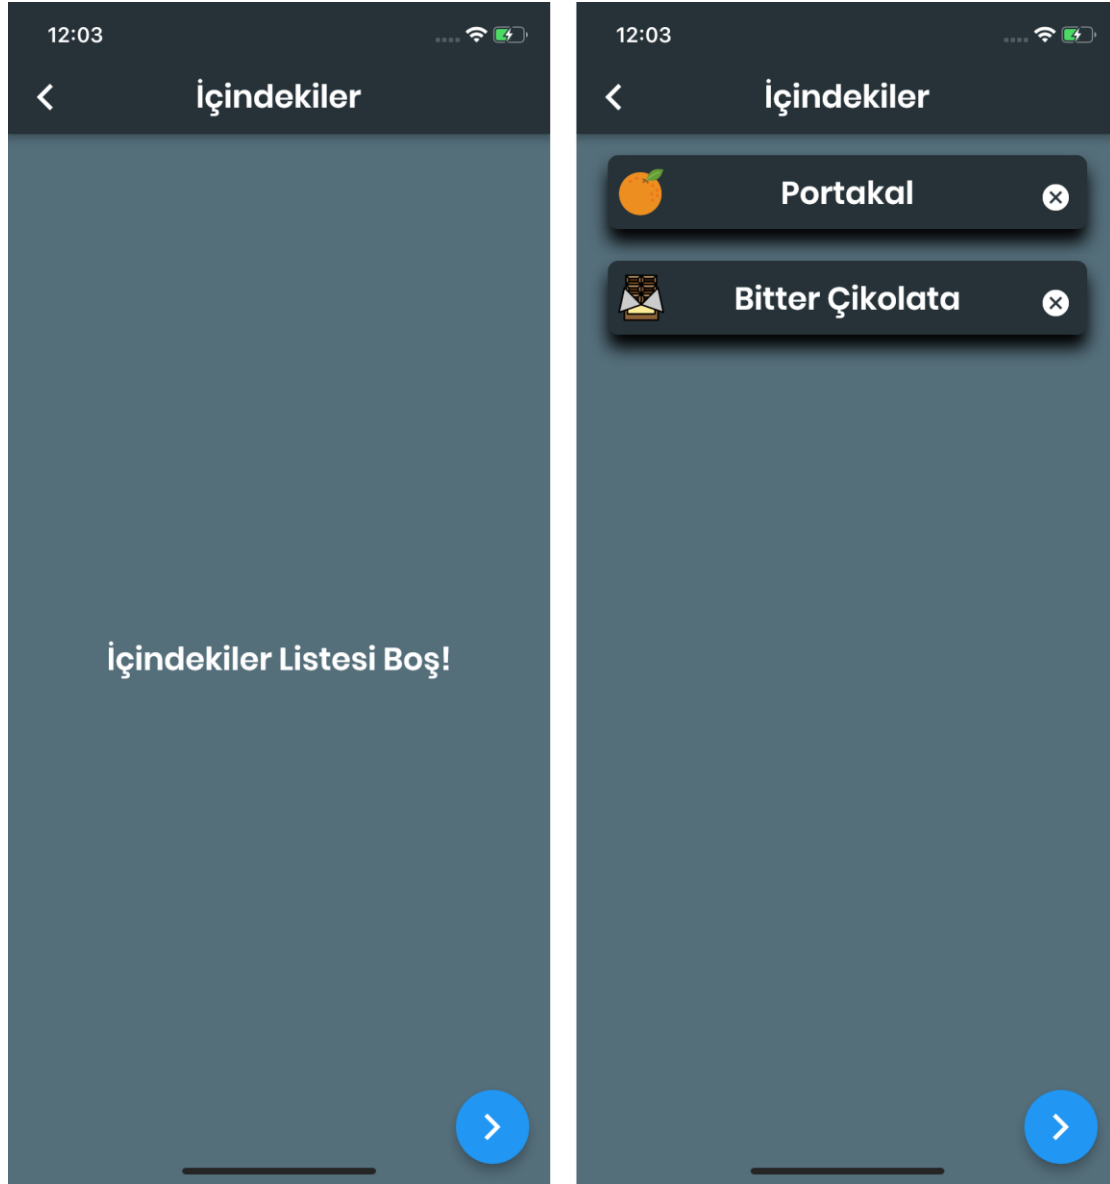 12:03
İçindekiler
İçindekiler Listesi Boş!
12:03
İçindekiler
Portakal
Bitter Çikolata